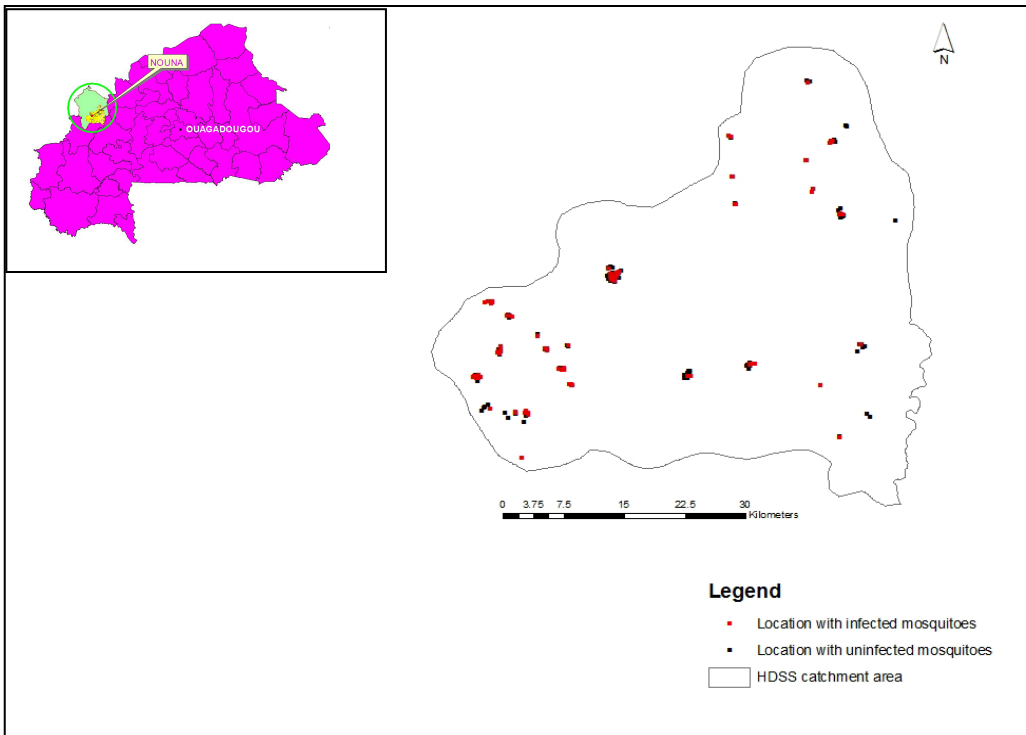 NOUNA
OUAGADOUGOU
N
0 3.75 7.5 15 22.5 30
Kilometers
Legend
Location with infected mosquitoes
Location with uninfected mosquitoes
HDSS catchment area